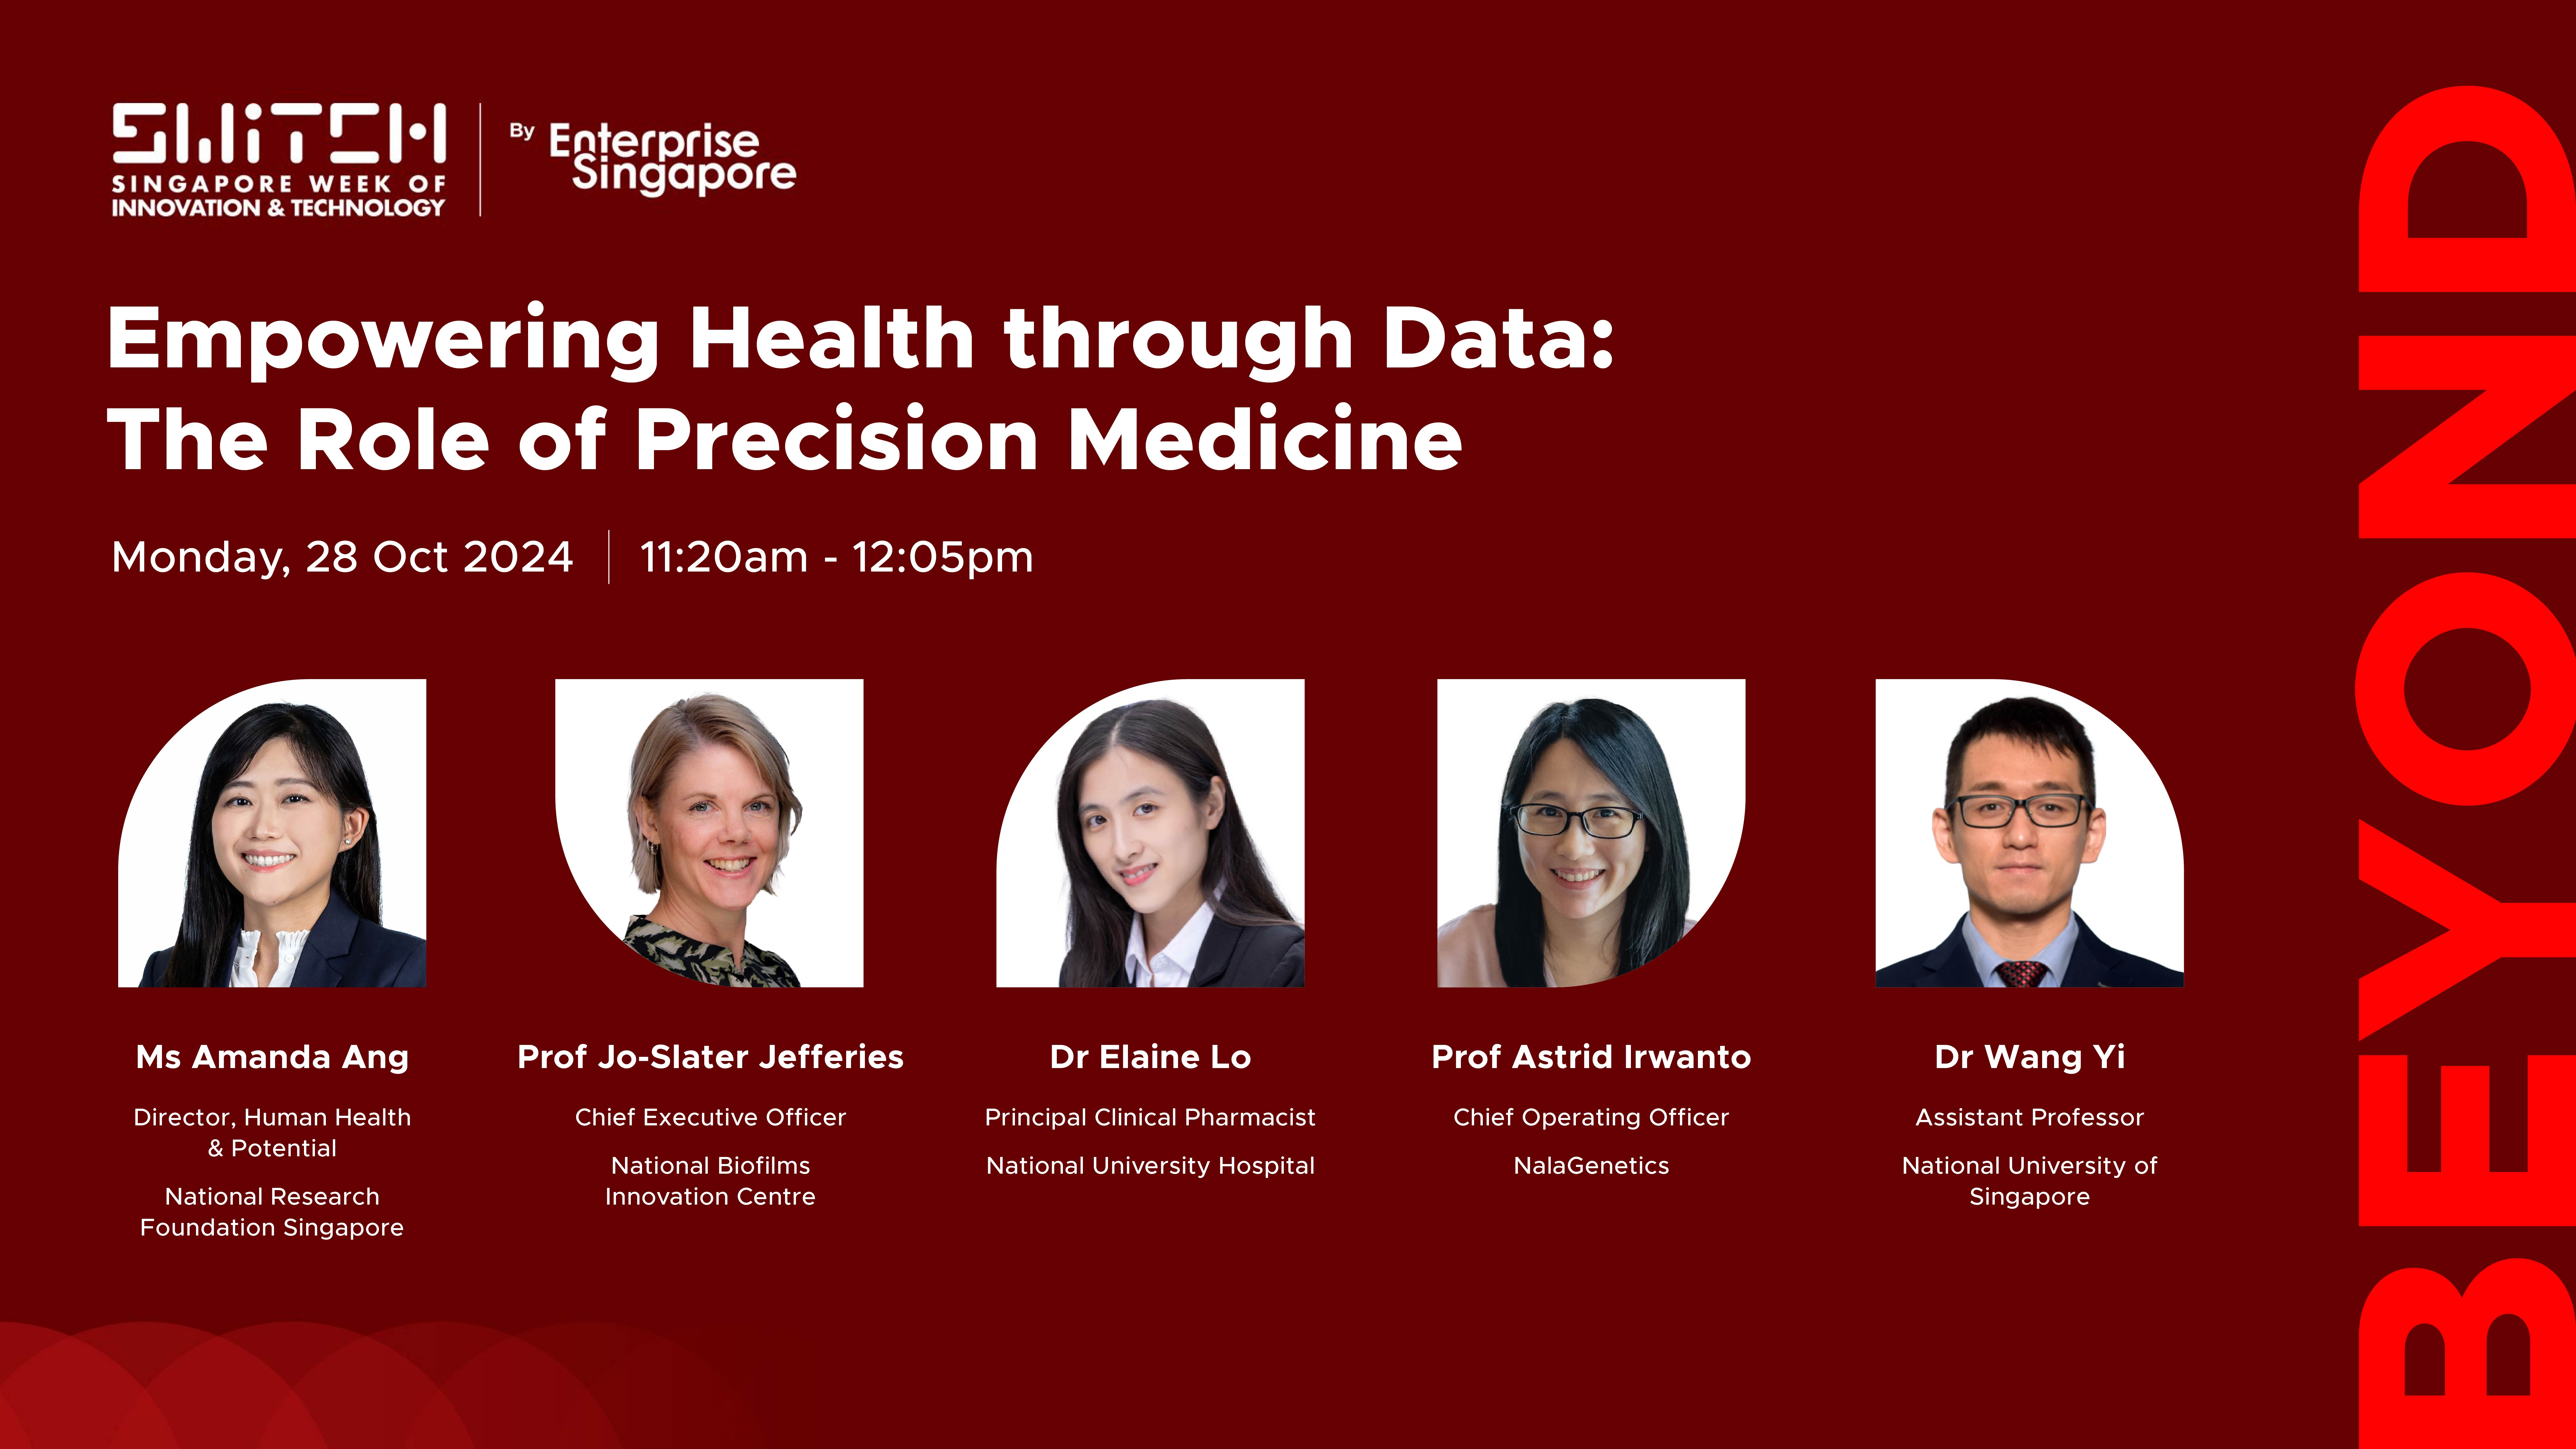 SWITCH
SINGAPORE WEEK OF
INNOVATION & TECHNOLOGY
By Enterprise
Singapore
Empowering Health through Data:
The Role of Precision Medicine
Monday, 28 Oct 2024
11:20am - 12:05pm
Ms Amanda Ang
Director, Human Health
& Potential
National Research
Foundation Singapore
Prof Jo-Slater Jefferies
Chief Executive Officer
National Biofilms
Innovation Centre
Dr Elaine Lo
Principal Clinical Pharmacist
National University Hospital
Prof Astrid Irwanto
Chief Operating Officer
NalaGenetics
Dr Wang Yi
Assistant Professor
National University of
Singapore
BEYOND